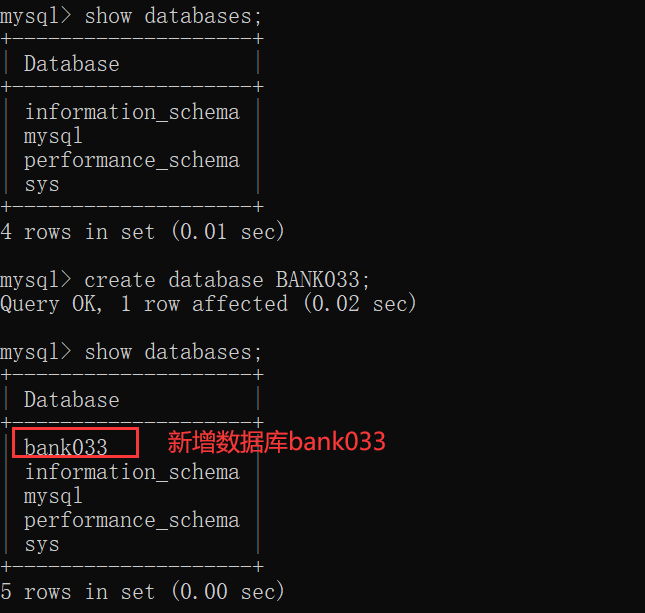 mysql> show databases;
+--------------------+
| Database           |
+--------------------+
| information_schema |
| mysql              |
| performance_schema |
| sys                |
+--------------------+
4 rows in set (0.01 sec)
mysql> create database BANK033;
Query OK, 1 row affected (0.02 sec)
mysql> show databases;
+--------------------+
| Database           |
+--------------------+
| bank033            | 新增数据库bank033
| information_schema |
| mysql              |
| performance_schema |
| sys                |
+--------------------+
5 rows in set (0.00 sec)